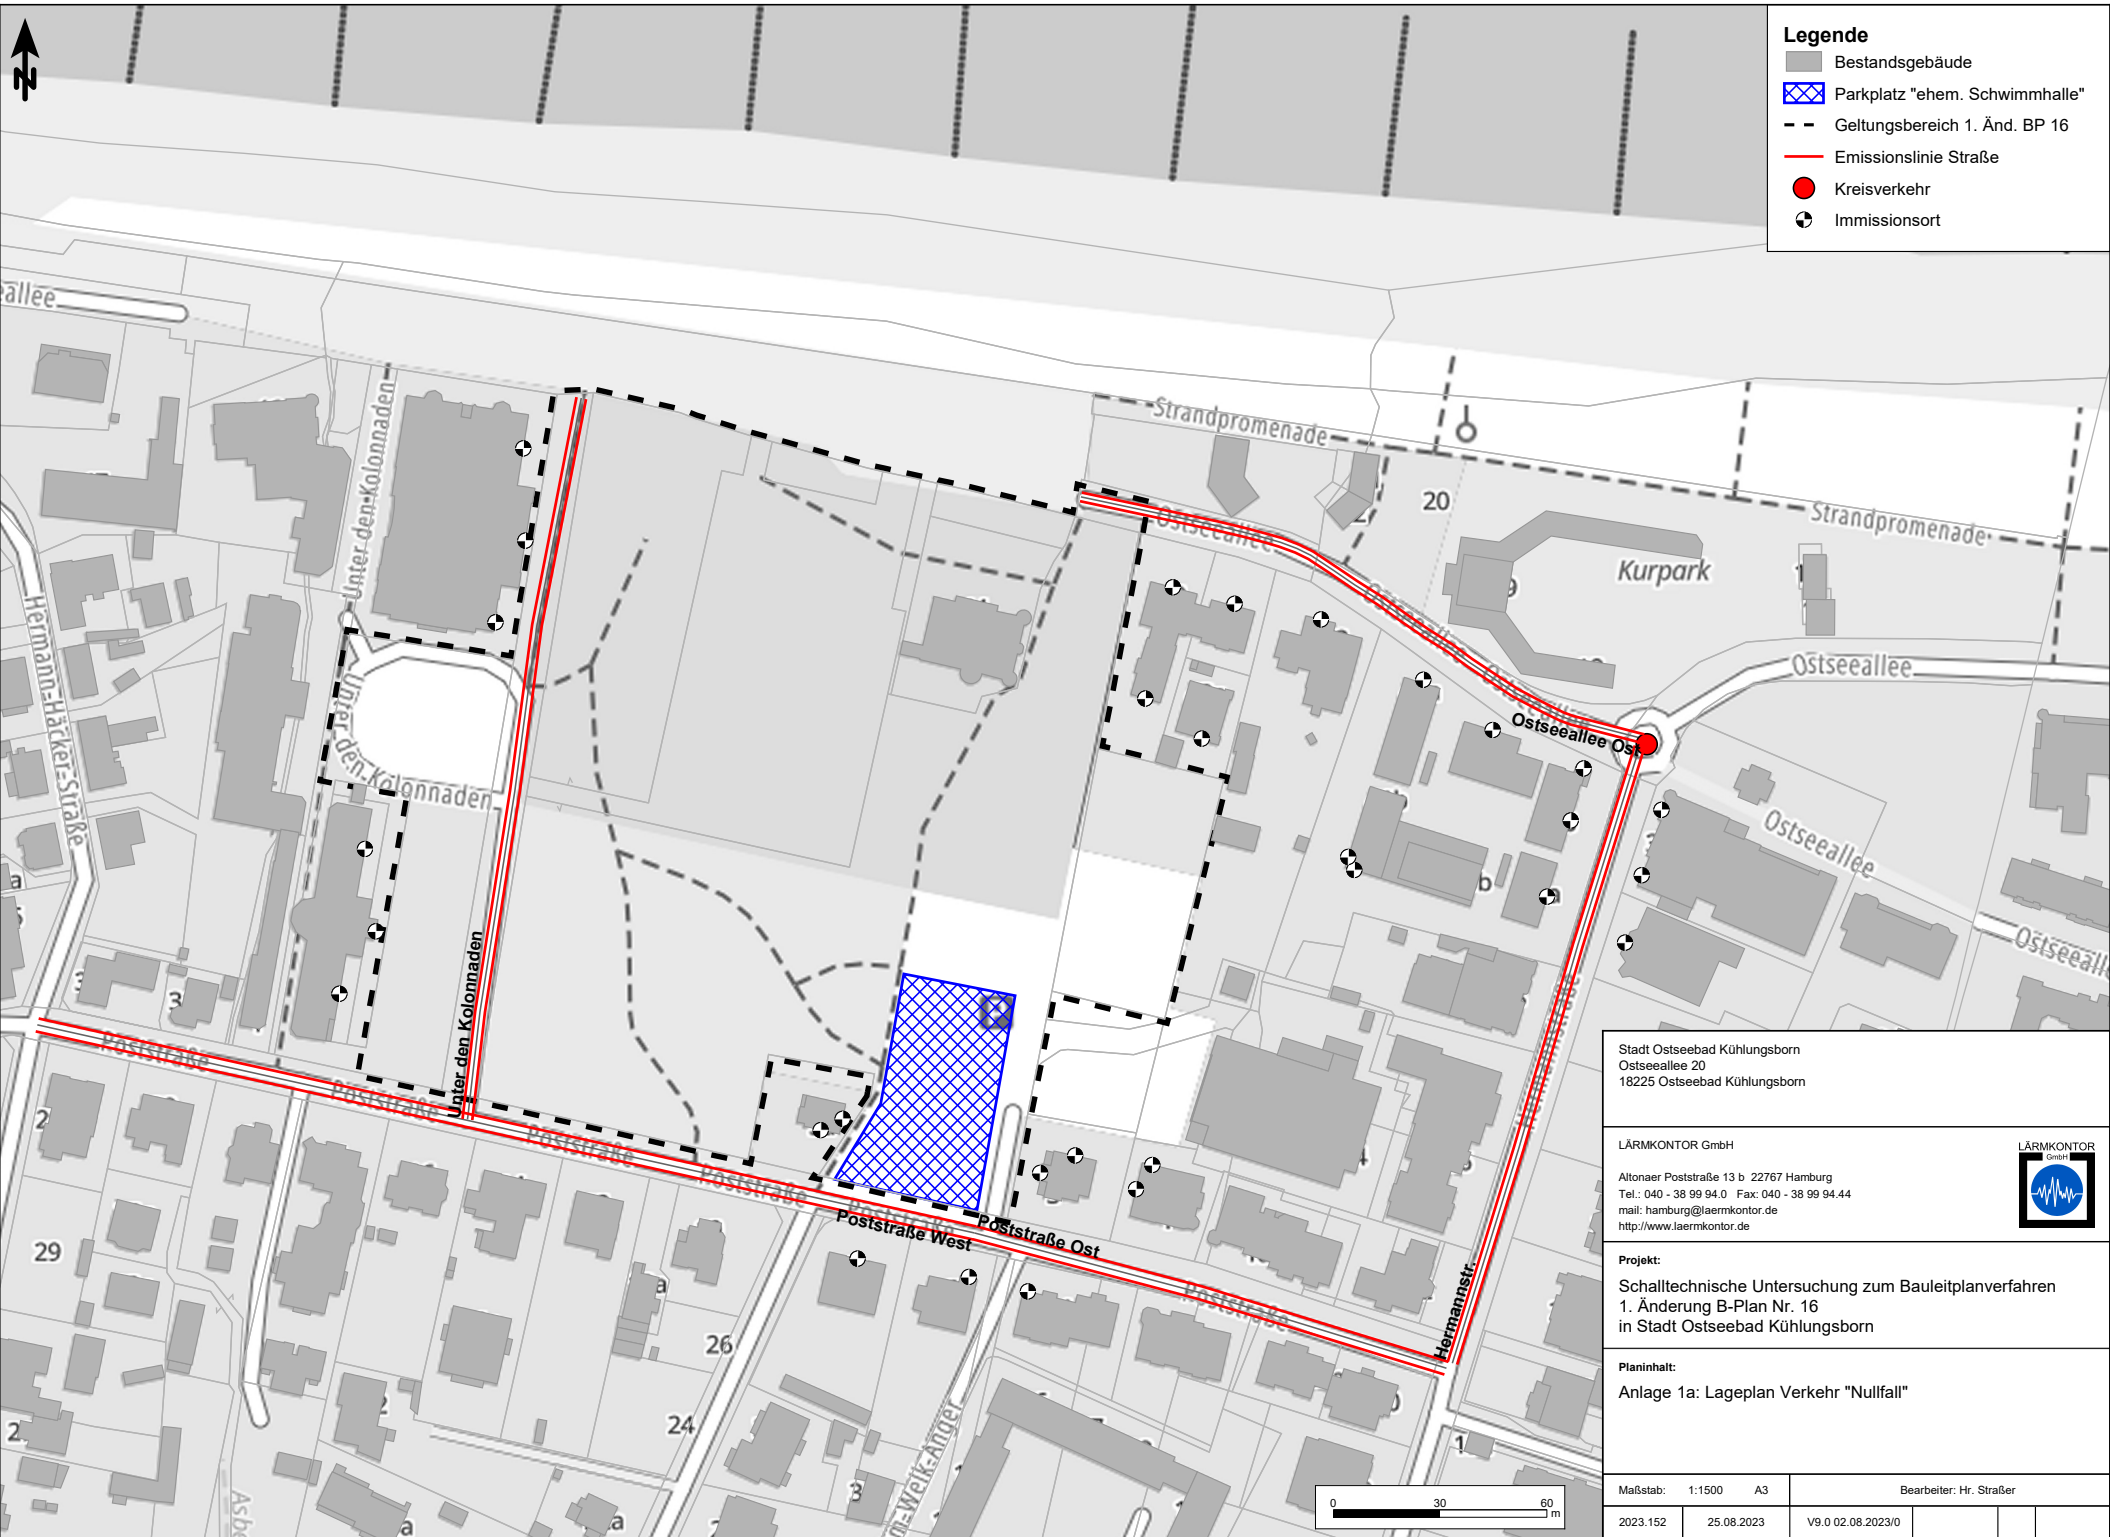 N
Legende
Bestandsgebäude
Parkplatz "ehem. Schwimmhalle"
Geltungsbereich 1. Änd. BP 16
Emissionslinie Straße
Kreisverkehr
Immissionsort
Strandpromenade
Strandpromenade
20
Kurpark
Unter den-Kolonnaden
Unter den-Kolonnaden
Hermann-Häcker-Straße
Ostseeallee
Ostseeallee
Ostseeallee
Ostseeallee
Ostseeallee
Ostseeallee
Ostseeallee Ost
Unter den Kolonnaden
Poststraße
Poststraße
Poststraße
Poststraße
Poststraße
Poststraße
Poststraße West
Poststraße Ost
Hermannstr.
29
26
24
Stadt Ostseebad Kühlungsborn
Ostseeallee 20
18225 Ostseebad Kühlungsborn
LÄRMKONTOR GmbH
Altonaer Poststraße 13 b 22767 Hamburg
Tel.: 040 - 38 99 94.0 Fax: 040 - 38 99 94.44
mail: hamburg@laermkontor.de
http://www.laermkontor.de
LÄRMKONTOR
GmbH
Projekt:
Schalltechnische Untersuchung zum Bauleitplanverfahren
1. Änderung B-Plan Nr. 16
in Stadt Ostseebad Kühlungsborn
Planinhalt:
Anlage 1a: Lageplan Verkehr "Nullfall"
Maßstab: 1:1500 A3
Bearbeiter: Hr. Straßer
2023.152 25.08.2023 V9.0 02.08.2023/0
0 30 60
m